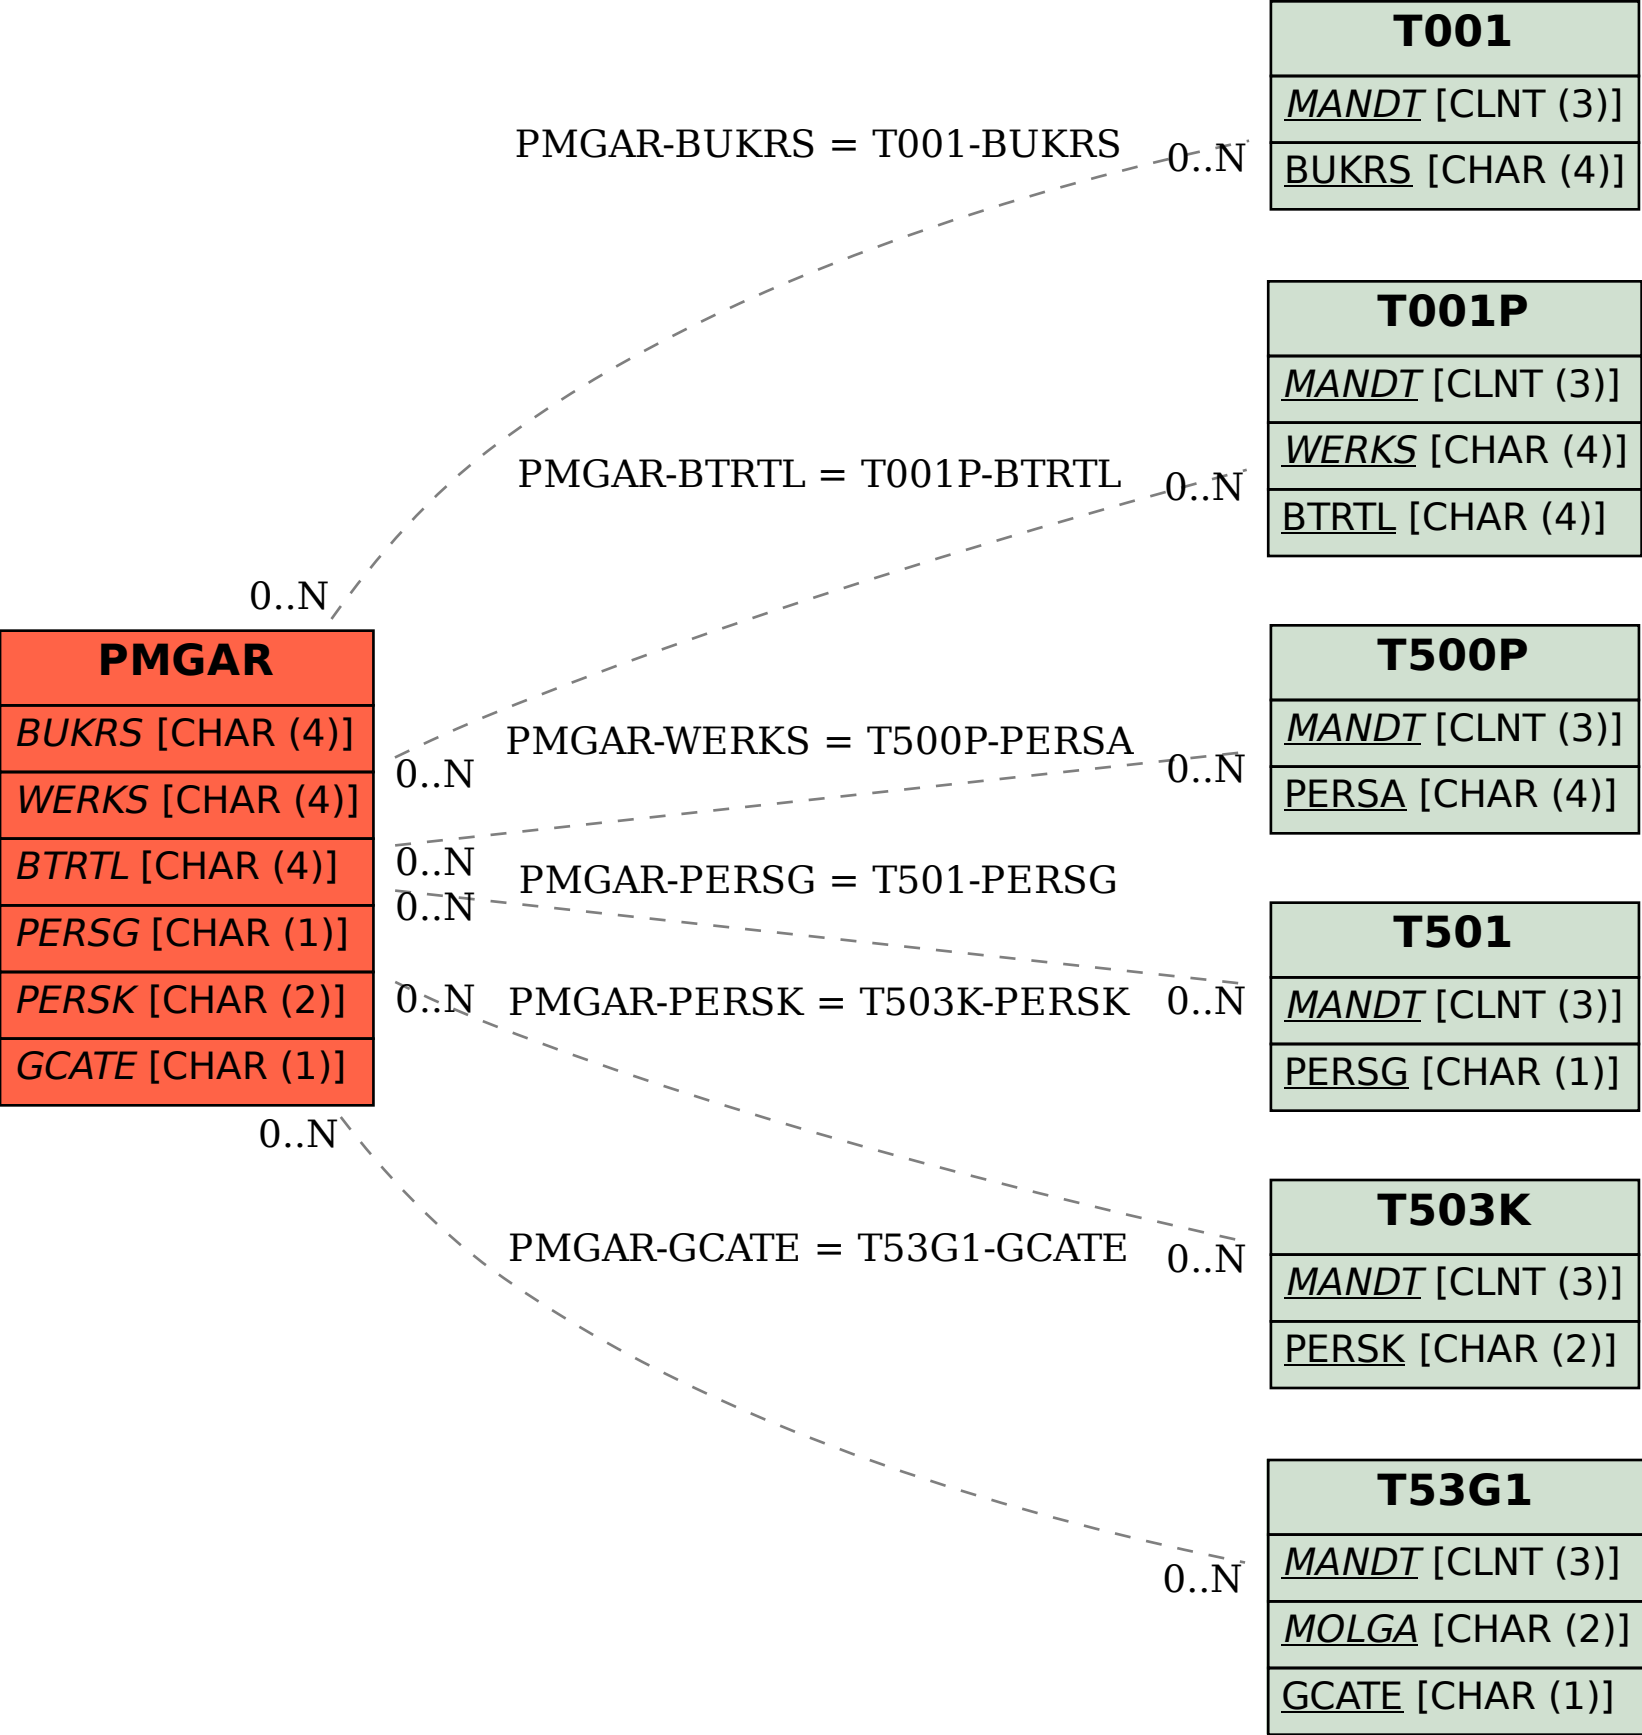 T001
MANDT [CLNT (3)]
BUKRS [CHAR (4)]
PMGAR-BUKRS = T001-BUKRS
0..N
0..N
T001P
MANDT [CLNT (3)]
WERKS [CHAR (4)]
BTRTL [CHAR (4)]
PMGAR-BTRTL = T001P-BTRTL
0..N
0..N
PMGAR
BUKRS [CHAR (4)]
WERKS [CHAR (4)]
BTRTL [CHAR (4)]
PERSG [CHAR (1)]
PERSK [CHAR (2)]
GCATE [CHAR (1)]
T500P
MANDT [CLNT (3)]
PERSA [CHAR (4)]
PMGAR-WERKS = T500P-PERSA
0..N
0..N
PMGAR-PERSG = T501-PERSG
0..N
0..N
T501
MANDT [CLNT (3)]
PERSG [CHAR (1)]
PMGAR-PERSK = T503K-PERSK
0..N
0..N
T503K
MANDT [CLNT (3)]
PERSK [CHAR (2)]
PMGAR-GCATE = T53G1-GCATE
0..N
0..N
T53G1
MANDT [CLNT (3)]
MOLGA [CHAR (2)]
GCATE [CHAR (1)]